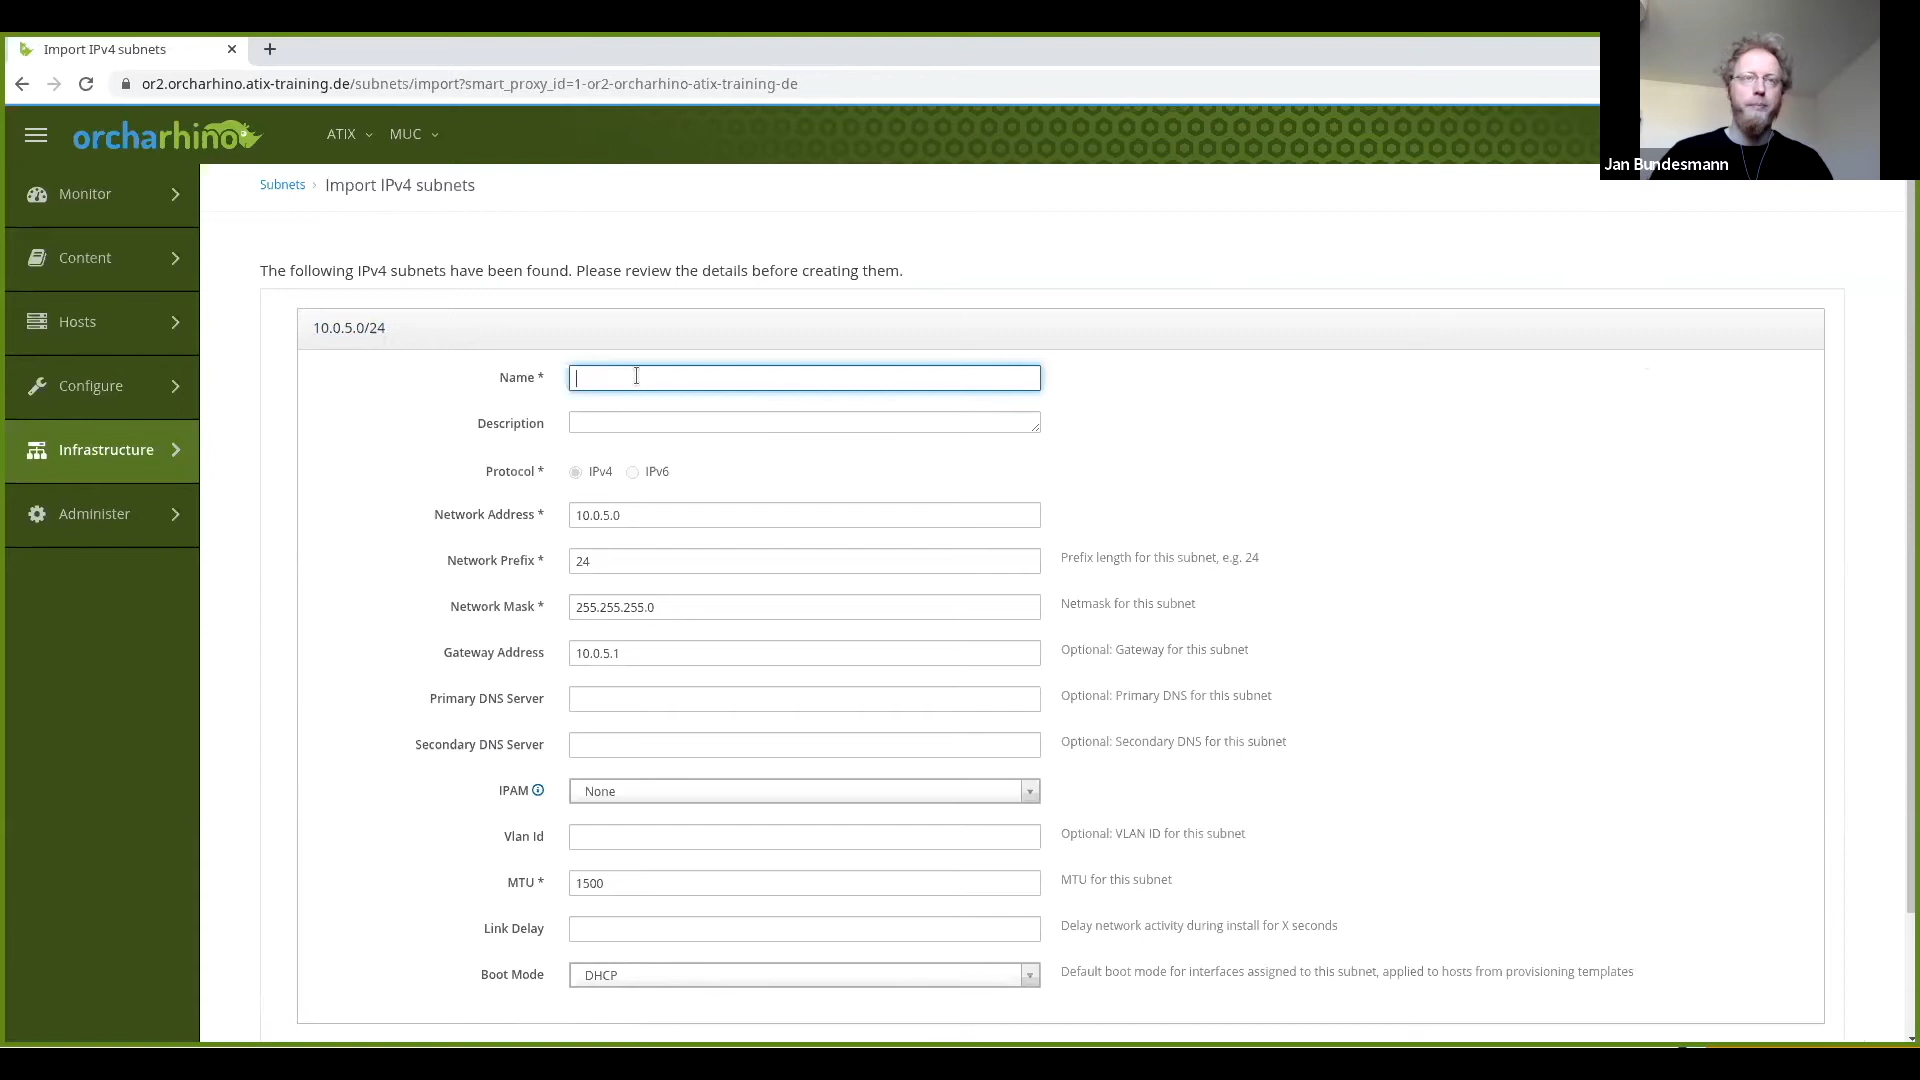 Import IPv4 subnets
or2.orcharhino.atix-training.de/subnets/import?smart_proxy_id=1-or2-orcharhino-atix-training-de
orcharhino
ATIX
MUC
Jan Bundesmann
Monitor
Content
Hosts
Configure
Infrastructure
Administer
Subnets › Import IPv4 subnets
The following IPv4 subnets have been found. Please review the details before creating them.
10.0.5.0/24
Name *
Description
Protocol * IPv4 IPv6
Network Address * 10.0.5.0
Network Prefix * 24 Prefix length for this subnet, e.g. 24
Network Mask * 255.255.255.0 Netmask for this subnet
Gateway Address 10.0.5.1 Optional: Gateway for this subnet
Primary DNS Server Optional: Primary DNS for this subnet
Secondary DNS Server Optional: Secondary DNS for this subnet
IPAM None
Vlan Id Optional: VLAN ID for this subnet
MTU * 1500 MTU for this subnet
Link Delay Delay network activity during install for X seconds
Boot Mode DHCP Default boot mode for interfaces assigned to this subnet, applied to hosts from provisioning templates